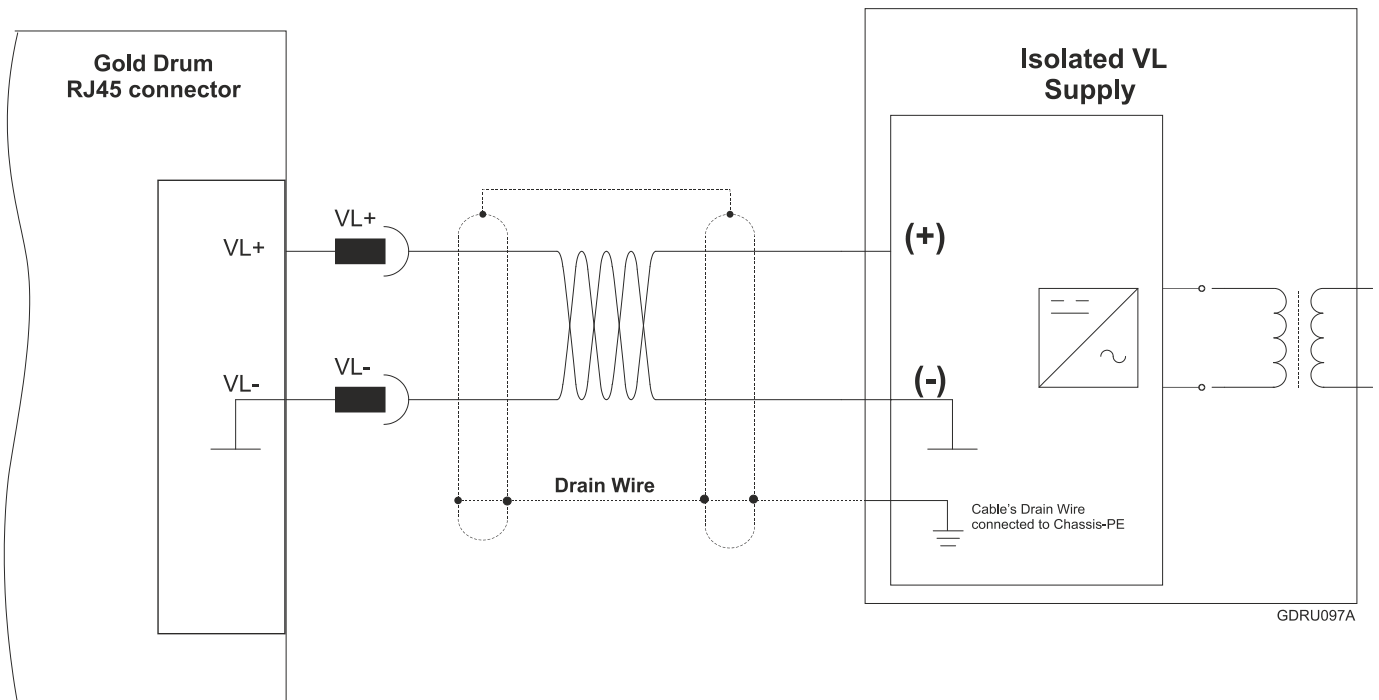 Gold Drum
RJ45 connector
Isolated VL
Supply
VL+
VL+
(+)
VL-
VL-
(-)
Drain Wire
Cable's Drain Wire
connected to Chassis-PE
GDRU097A